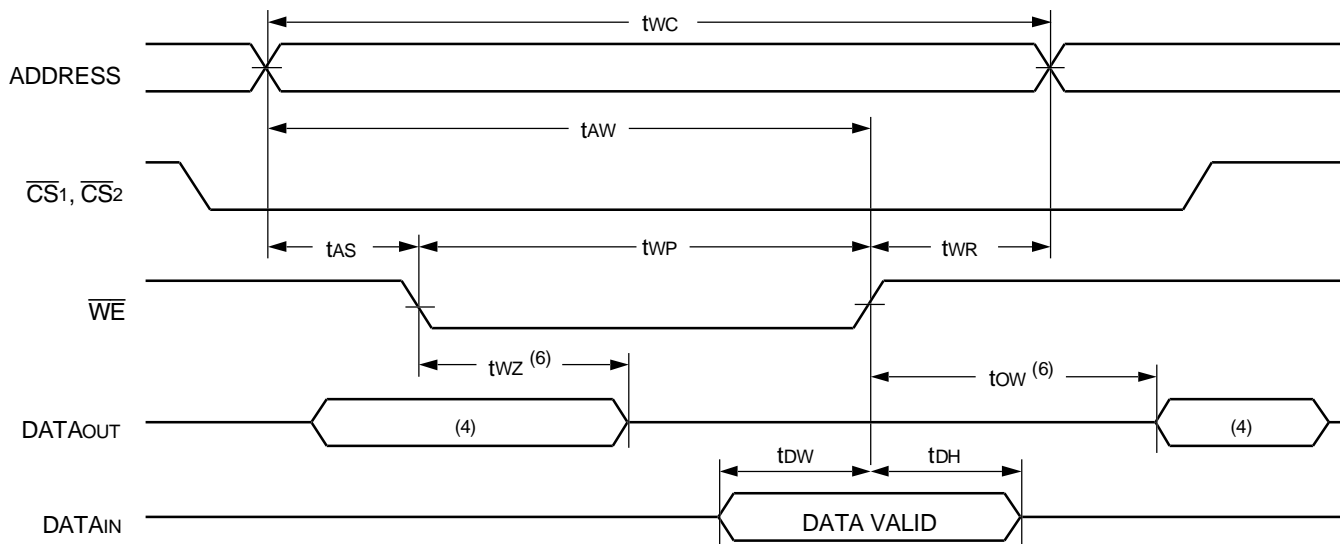 tWC
ADDRESS
tAW
CS1, CS2
tAS
tWP
tWR
WE
tWZ (6)
tOW (6)
DATAOUT
(4)
(4)
tDW
tDH
DATAIN
DATA VALID